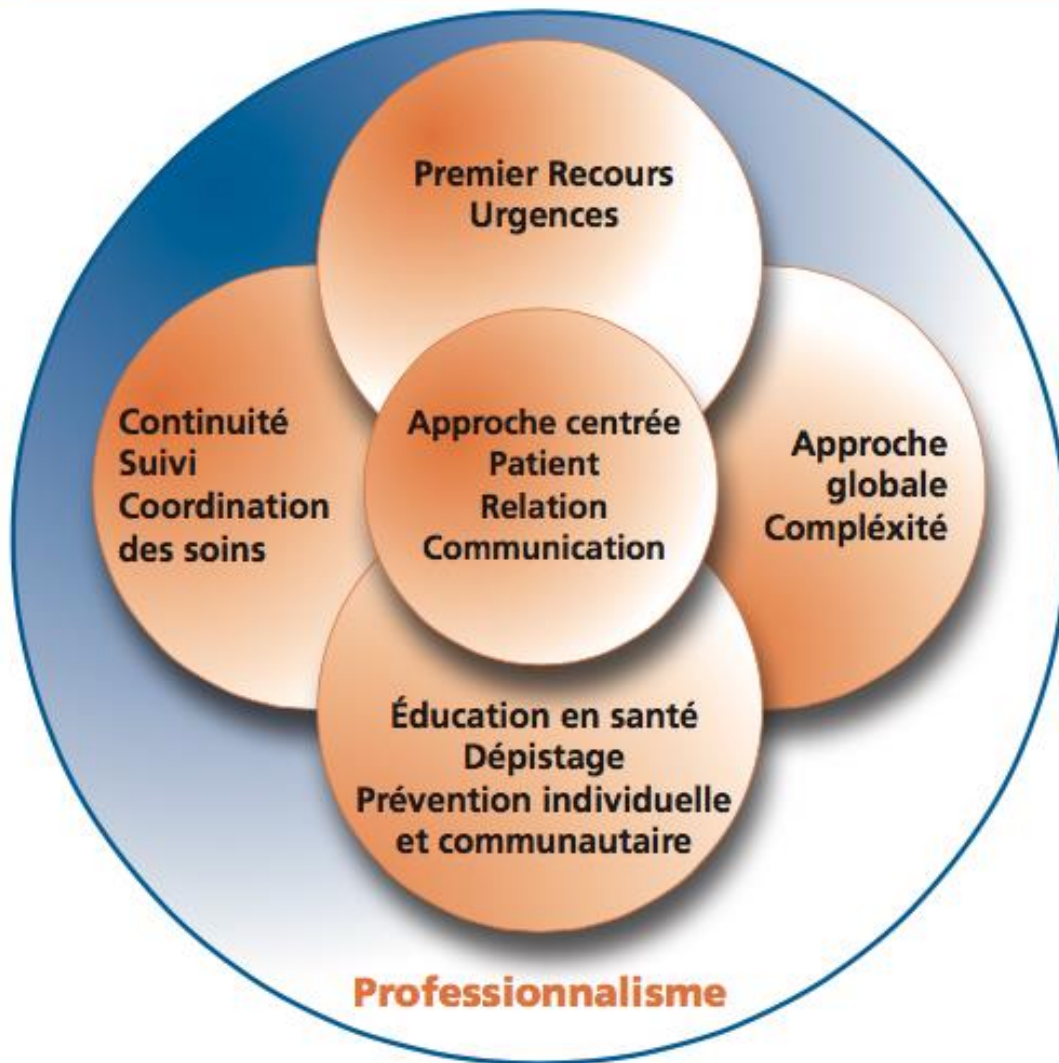 Premier Recours
Urgences
Continuité
Suivi
Coordination
des soins
Approche centrée
Patient
Relation
Communication
Approche
globale
Compléxité
Éducation en santé
Dépistage
Prévention individuelle
et communautaire
Professionnalisme